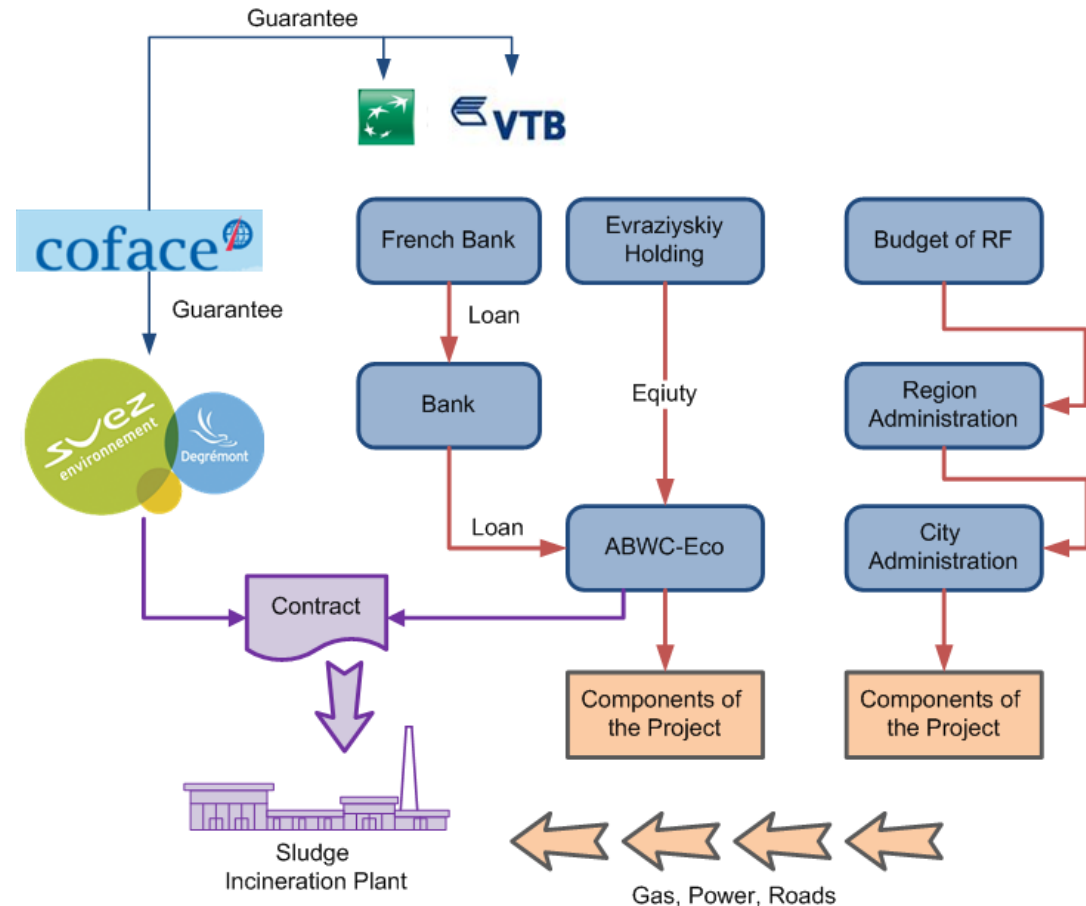 Guarantee
VTB
coface
French Bank
Evraziyskiy
Holding
Budget of RF
Guarantee
Loan
suez
environnement
Degrémont
Bank
Eqiuty
Region
Administration
Loan
ABWC-Eco
City
Administration
Contract
Components of
the Project
Components of
the Project
Sludge
Incineration Plant
Gas, Power, Roads